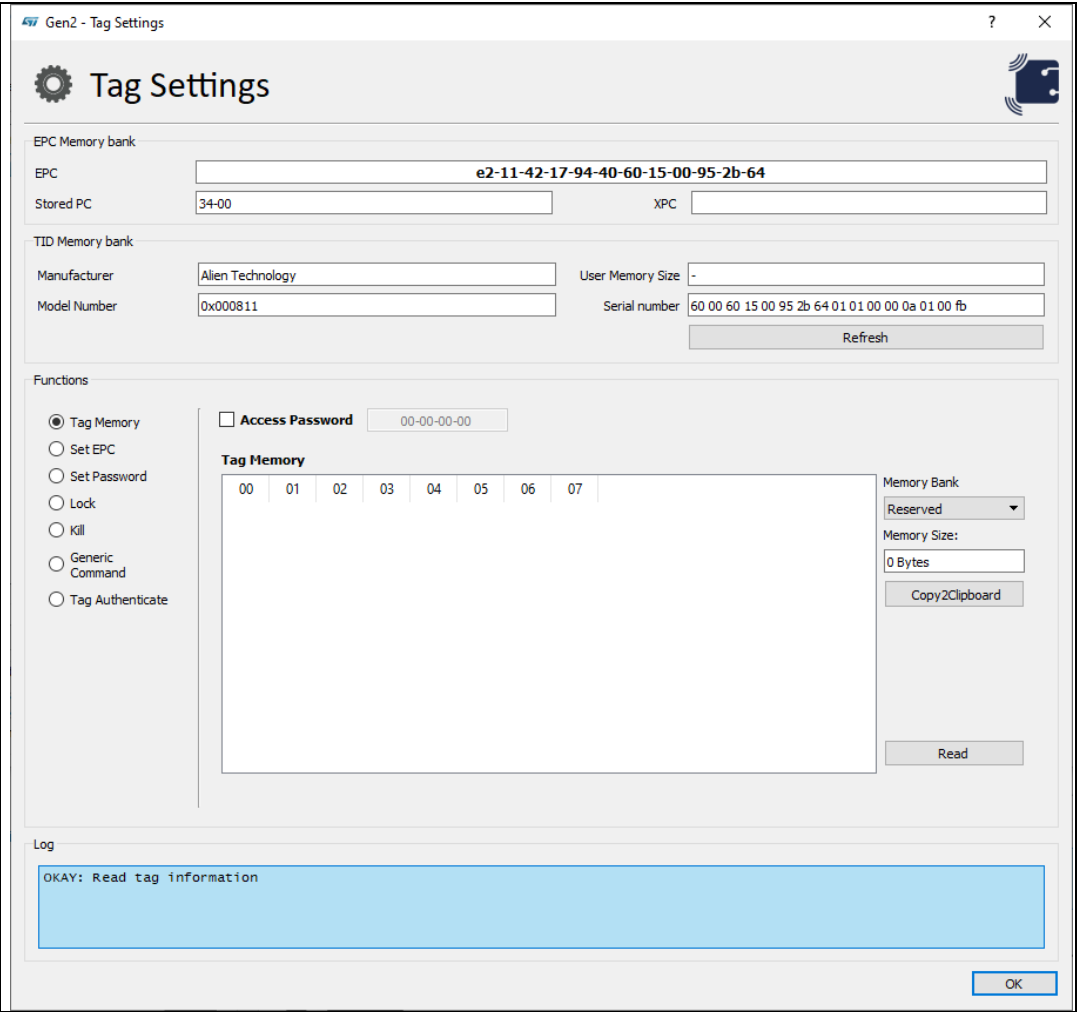 Gen2 - Tag Settings
Tag Settings
EPC Memory bank
EPC e2-11-42-17-94-40-60-15-00-95-2b-64
Stored PC 34-00 XPC
TID Memory bank
Manufacturer Alien Technology User Memory Size -
Model Number 0x000811 Serial number 60 00 60 15 00 95 2b 64 01 01 00 00 0a 01 00 fb
Refresh
Functions
Tag Memory
Set EPC
Set Password
Lock
Kill
Generic
Command
Tag Authenticate
Access Password 00-00-00-00
Tag Memory
00 01 02 03 04 05 06 07
Memory Bank
Reserved
Memory Size:
0 Bytes
Copy2Clipboard
Read
Log
OKAY: Read tag information
OK